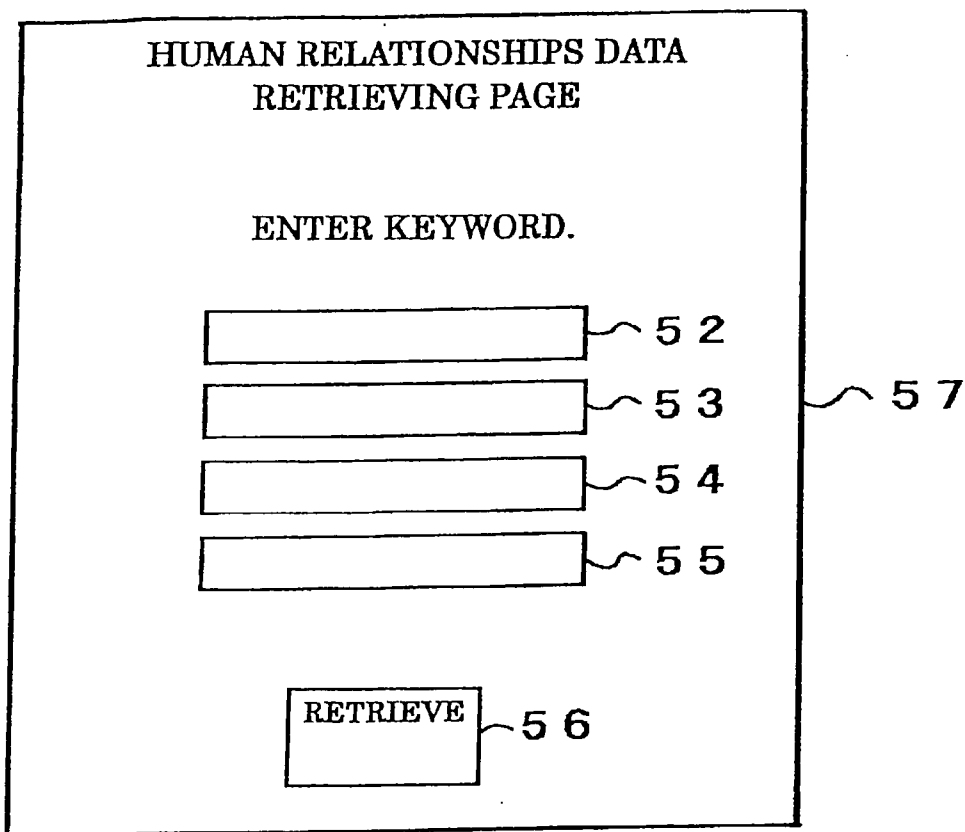 HUMAN RELATIONSHIPS DATA
RETRIEVING PAGE
ENTER KEYWORD.
52
53
57
54
55
RETRIEVE
56